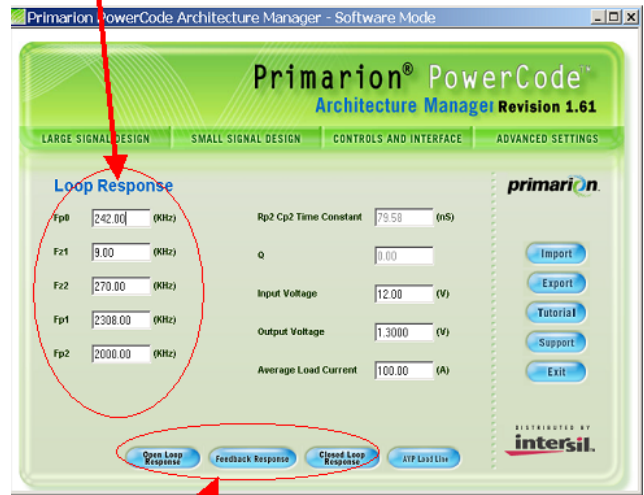 Primarion PowerCode Architecture Manager - Software Mode
Primarion® PowerCode™
Architecture Manager Revision 1.61
LARGE SIGNAL DESIGN SMALL SIGNAL DESIGN CONTROLS AND INTERFACE ADVANCED SETTINGS
Loop Response
primarion.
Fp0 242.00 (KHz) Rp2 Cp2 Time Constant 79.58 (nS)
Fz1 9.00 (KHz) Q 0.00
Import
Fz2 270.00 (KHz) Input Voltage 12.00 (V)
Export
Fp1 2308.00 (KHz) Output Voltage 1.3000 (V)
Tutorial
Support
Fp2 2000.00 (KHz) Average Load Current 100.00 (A)
Exit
DISTRIBUTED BY
intersil.
Open Loop Response Feedback Response Closed Loop Response AVP Load Line